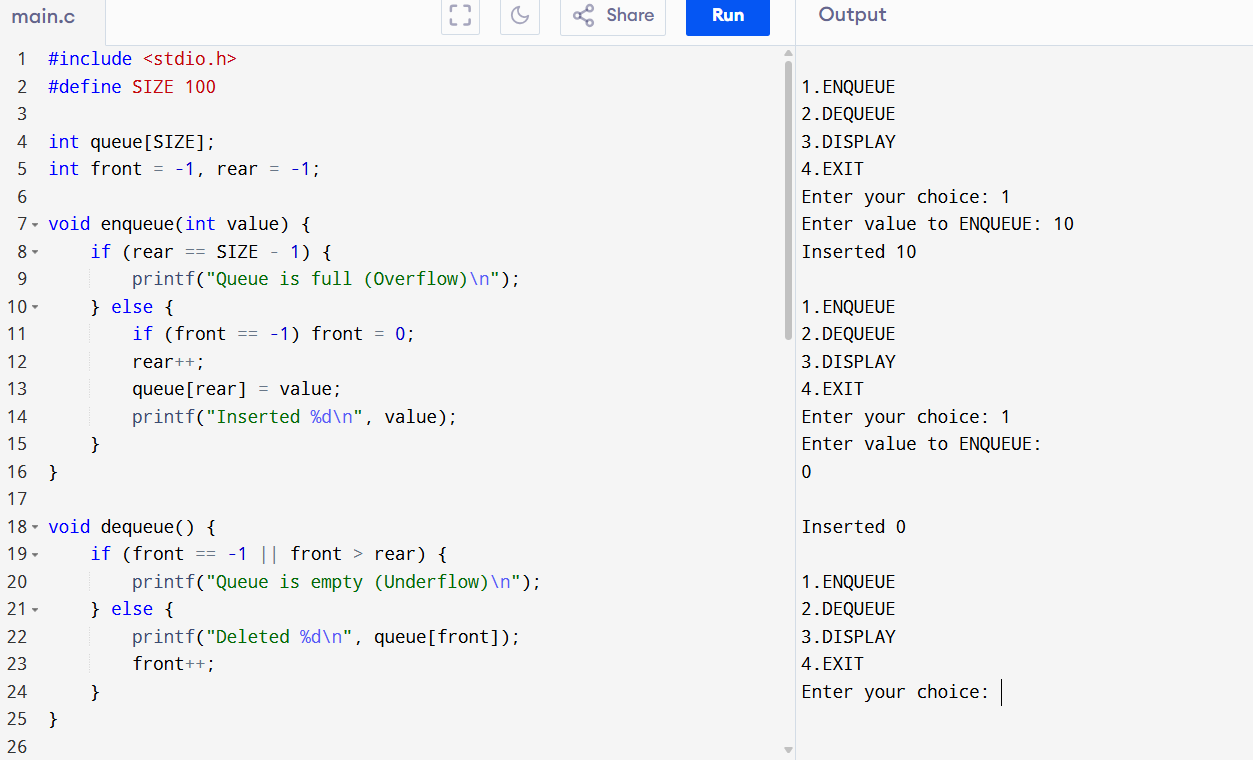 main.c
Share
Run
Output
1 #include <stdio.h>
2 #define SIZE 100
3
4 int queue[SIZE];
5 int front = -1, rear = -1;
6
7 void enqueue(int value) {
8     if (rear == SIZE - 1) {
9         printf("Queue is full (Overflow)\n");
10     } else {
11         if (front == -1) front = 0;
12         rear++;
13         queue[rear] = value;
14         printf("Inserted %d\n", value);
15     }
16 }
17
18 void dequeue() {
19     if (front == -1 || front > rear) {
20         printf("Queue is empty (Underflow)\n");
21     } else {
22         printf("Deleted %d\n", queue[front]);
23         front++;
24     }
25 }
26
1.ENQUEUE
2.DEQUEUE
3.DISPLAY
4.EXIT
Enter your choice: 1
Enter value to ENQUEUE: 10
Inserted 10
1.ENQUEUE
2.DEQUEUE
3.DISPLAY
4.EXIT
Enter your choice: 1
Enter value to ENQUEUE:
0
Inserted 0
1.ENQUEUE
2.DEQUEUE
3.DISPLAY
4.EXIT
Enter your choice: